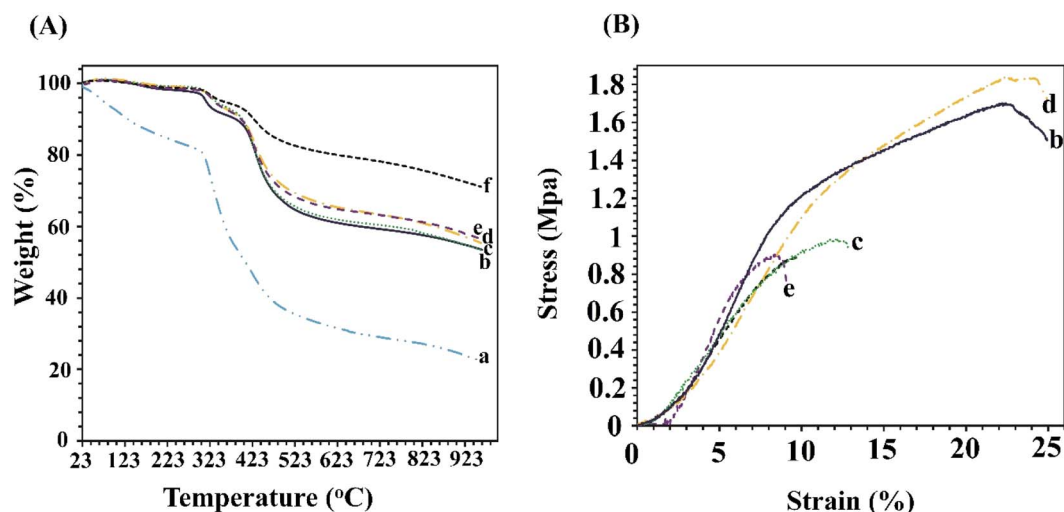 (A)
100
80
60
40
20
0
Weight (%)
f
e
d
c
b
a
23 123 223 323 423 523 623 723 823 923
Temperature (°C)
(B)
1.8
1.6
1.4
1.2
1
0.8
0.6
0.4
0.2
0
Stress (Mpa)
d
b
c
e
0 5 10 15 20 25
Strain (%)